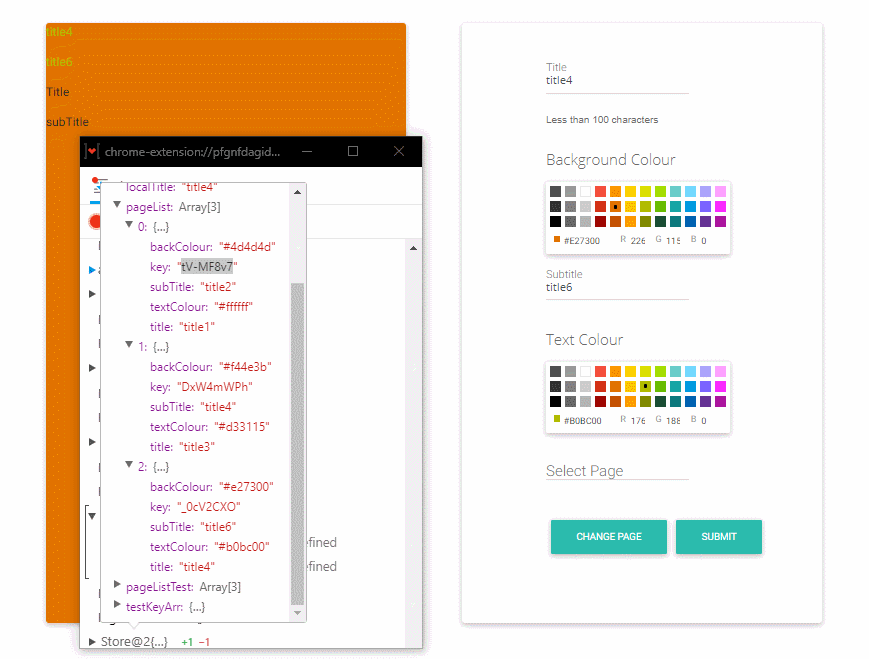 title4
title6
Title
subTitle
chrome-extension://pfgnfdagid...
localTitle: "title4"
pageList: Array[3]
0: {...}
backColour: "#4d4d4d"
key: "tV-MF8v7"
subTitle: "title2"
textColour: "#ffffff"
title: "title1"
1: {...}
backColour: "#f44e3b"
key: "DxW4mWPh"
subTitle: "title4"
textColour: "#d33115"
title: "title3"
2: {...}
backColour: "#e27300"
key: "_0cV2CXO"
subTitle: "title6"
textColour: "#b0bc00"
title: "title4"
pageListTest: Array[3]
testKeyArr: {...}
efined
efined
Store@2{...} +1 −1
Title
title4
Less than 100 characters
Background Colour
#E27300 R 226 G 115 B 0
Subtitle
title6
Text Colour
#B0BC00 R 176 G 188 B 0
Select Page
CHANGE PAGE SUBMIT